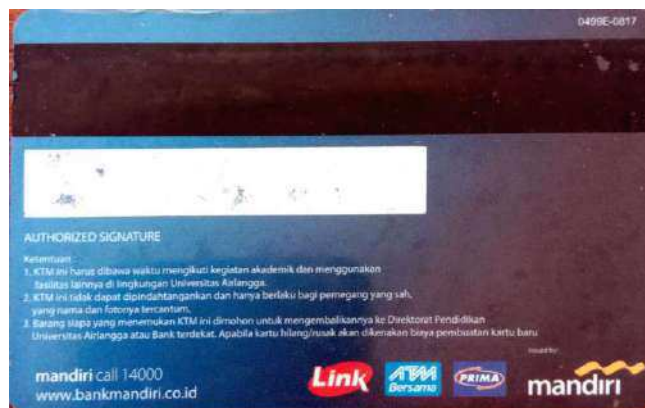 0499E-0817
AUTHORIZED SIGNATURE
Ketentuan :
1. KTM ini harus dibawa waktu mengikuti kegiatan akademik dan menggunakan
fasilitas lainnya di lingkungan Universitas Airlangga.
2. KTM ini tidak dapat dipindahtangankan dan hanya berlaku bagi pemegang yang sah,
yang nama dan fotonya tercantum.
3. Barang siapa yang menemukan KTM ini dimohon untuk mengembalikannya ke Direktorat Pendidikan
Universitas Airlangga atau Bank terdekat. Apabila kartu hilang/rusak akan dikenakan biaya pembuatan kartu baru
issued by:
mandiri call 14000
www.bankmandiri.co.id
Link
ATM
Bersama
PRIMA
mandiri